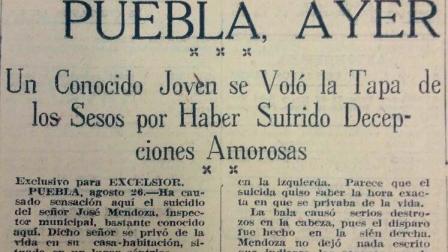 PUEBLA, AYER
Un Conocido Joven se Voló la Tapa de
los Sesos por Haber Sufrido Decep-
ciones Amorosas
Exclusivo para EXCELSIOR.
PUEBLA, agosto 26.—Ha cau-
sado sensación aquí el suicidio
del señor José Mendoza, inspec-
tor municipal, bastante conocido
aquí. Dicho señor se privó de la
vida en su casa-habitación, si-
en la izquierda. Parece que el
suicida quiso saber la hora exac-
ta en que se privaba de la vida.
La bala causó serios destro-
zos en la cabeza, pues el disparo
fue hecho en la sién derecha.
Mendoza no dejó nada escrito